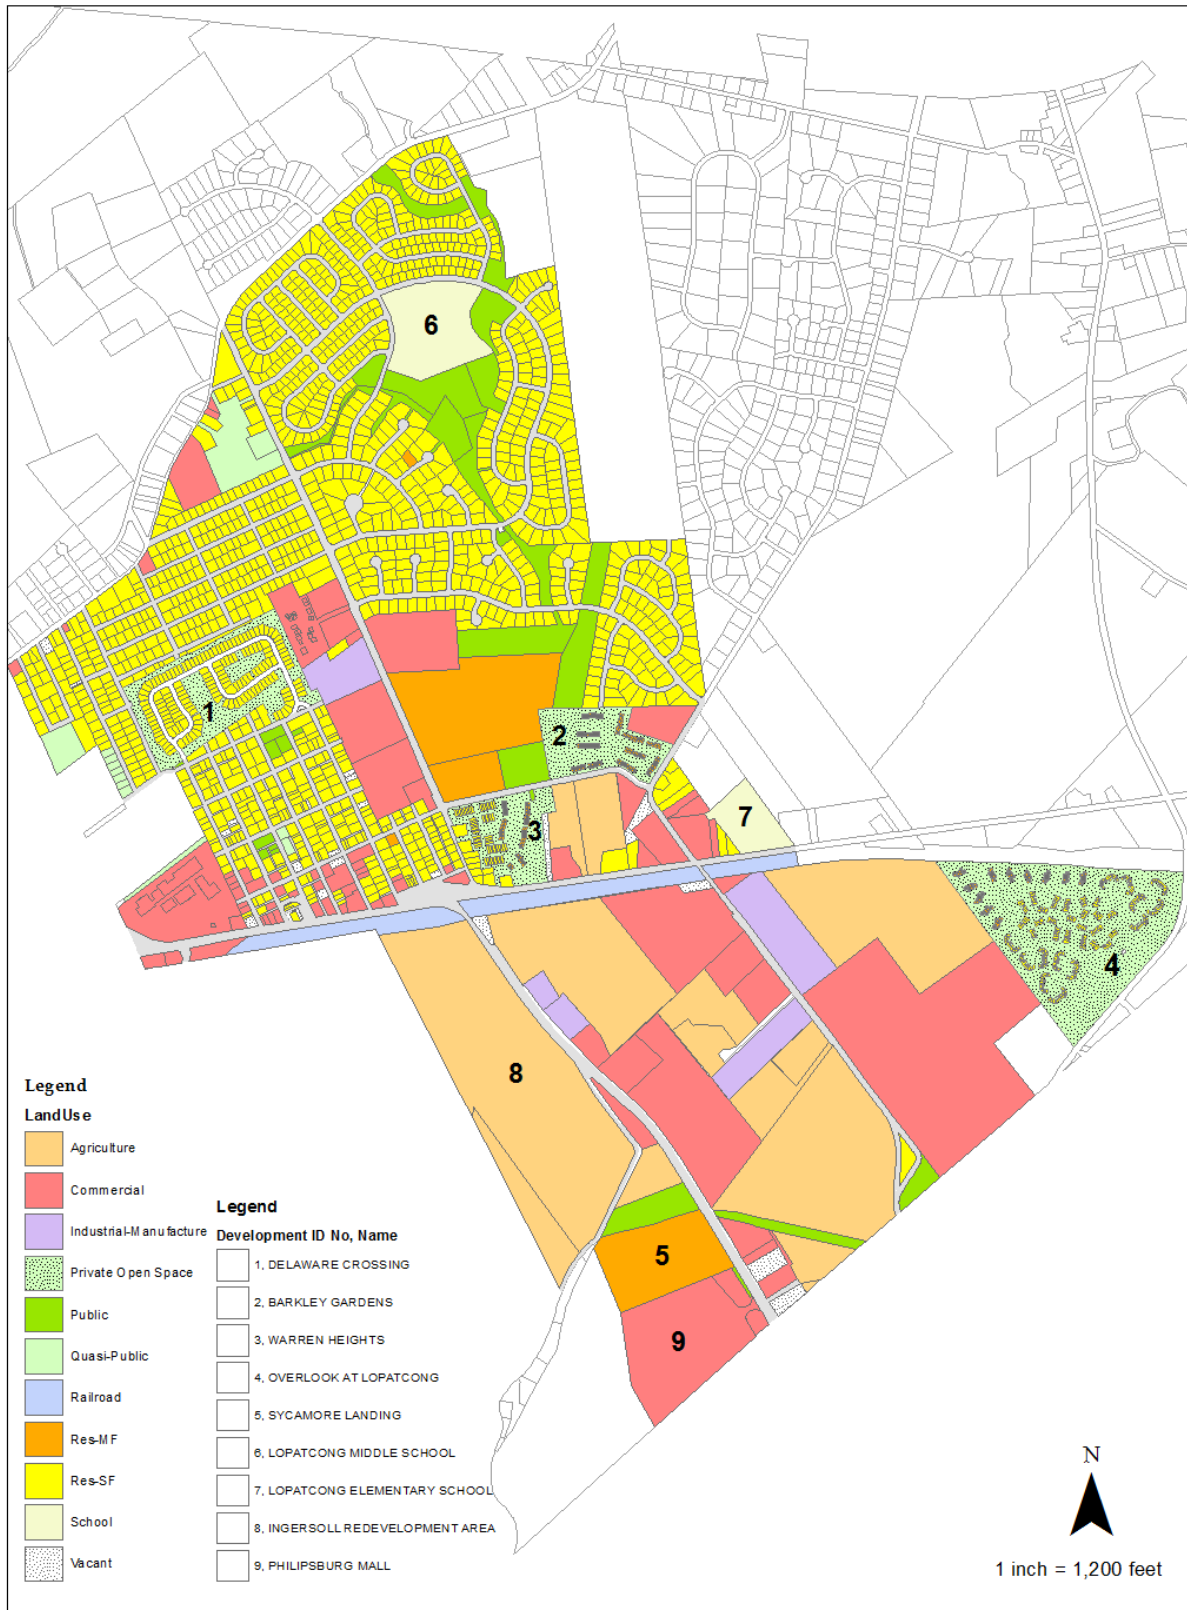 6
1
2
3
7
4
8
5
9
Legend
LandUse
Agriculture
Commercial
Industrial-Manufacture
Private Open Space
Public
Quasi-Public
Railroad
Res-MF
Res-SF
School
Vacant
Legend
Development ID No, Name
1, DELAWARE CROSSING
2, BARKLEY GARDENS
3, WARREN HEIGHTS
4, OVERLOOK AT LOPATCONG
5, SYCAMORE LANDING
6, LOPATCONG MIDDLE SCHOOL
7, LOPATCONG ELEMENTARY SCHOOL
8, INGERSOLL REDEVELOPMENT AREA
9, PHILIPSBURG MALL
N
1 inch = 1,200 feet